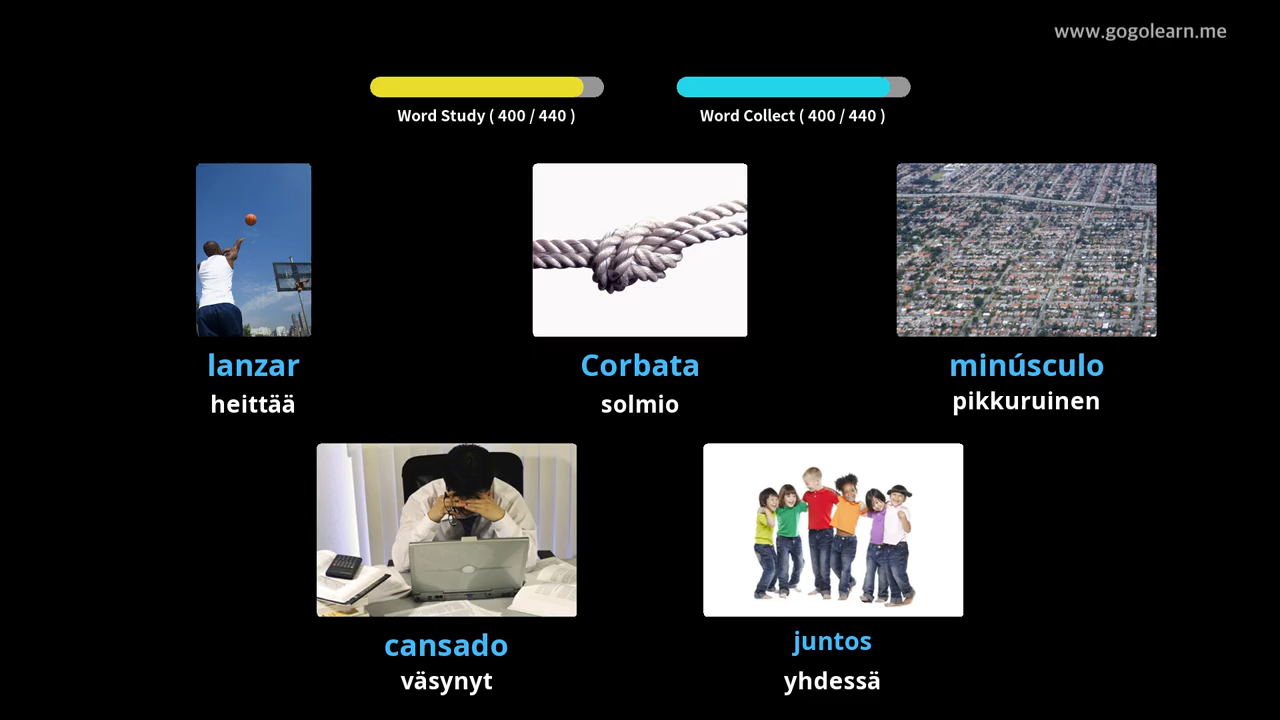 www.gogolearn.me
Word Study ( 400 / 440 )
Word Collect ( 400 / 440 )
lanzar
heittää
Corbata
solmio
minúsculo
pikkuruinen
cansado
väsynyt
juntos
yhdessä